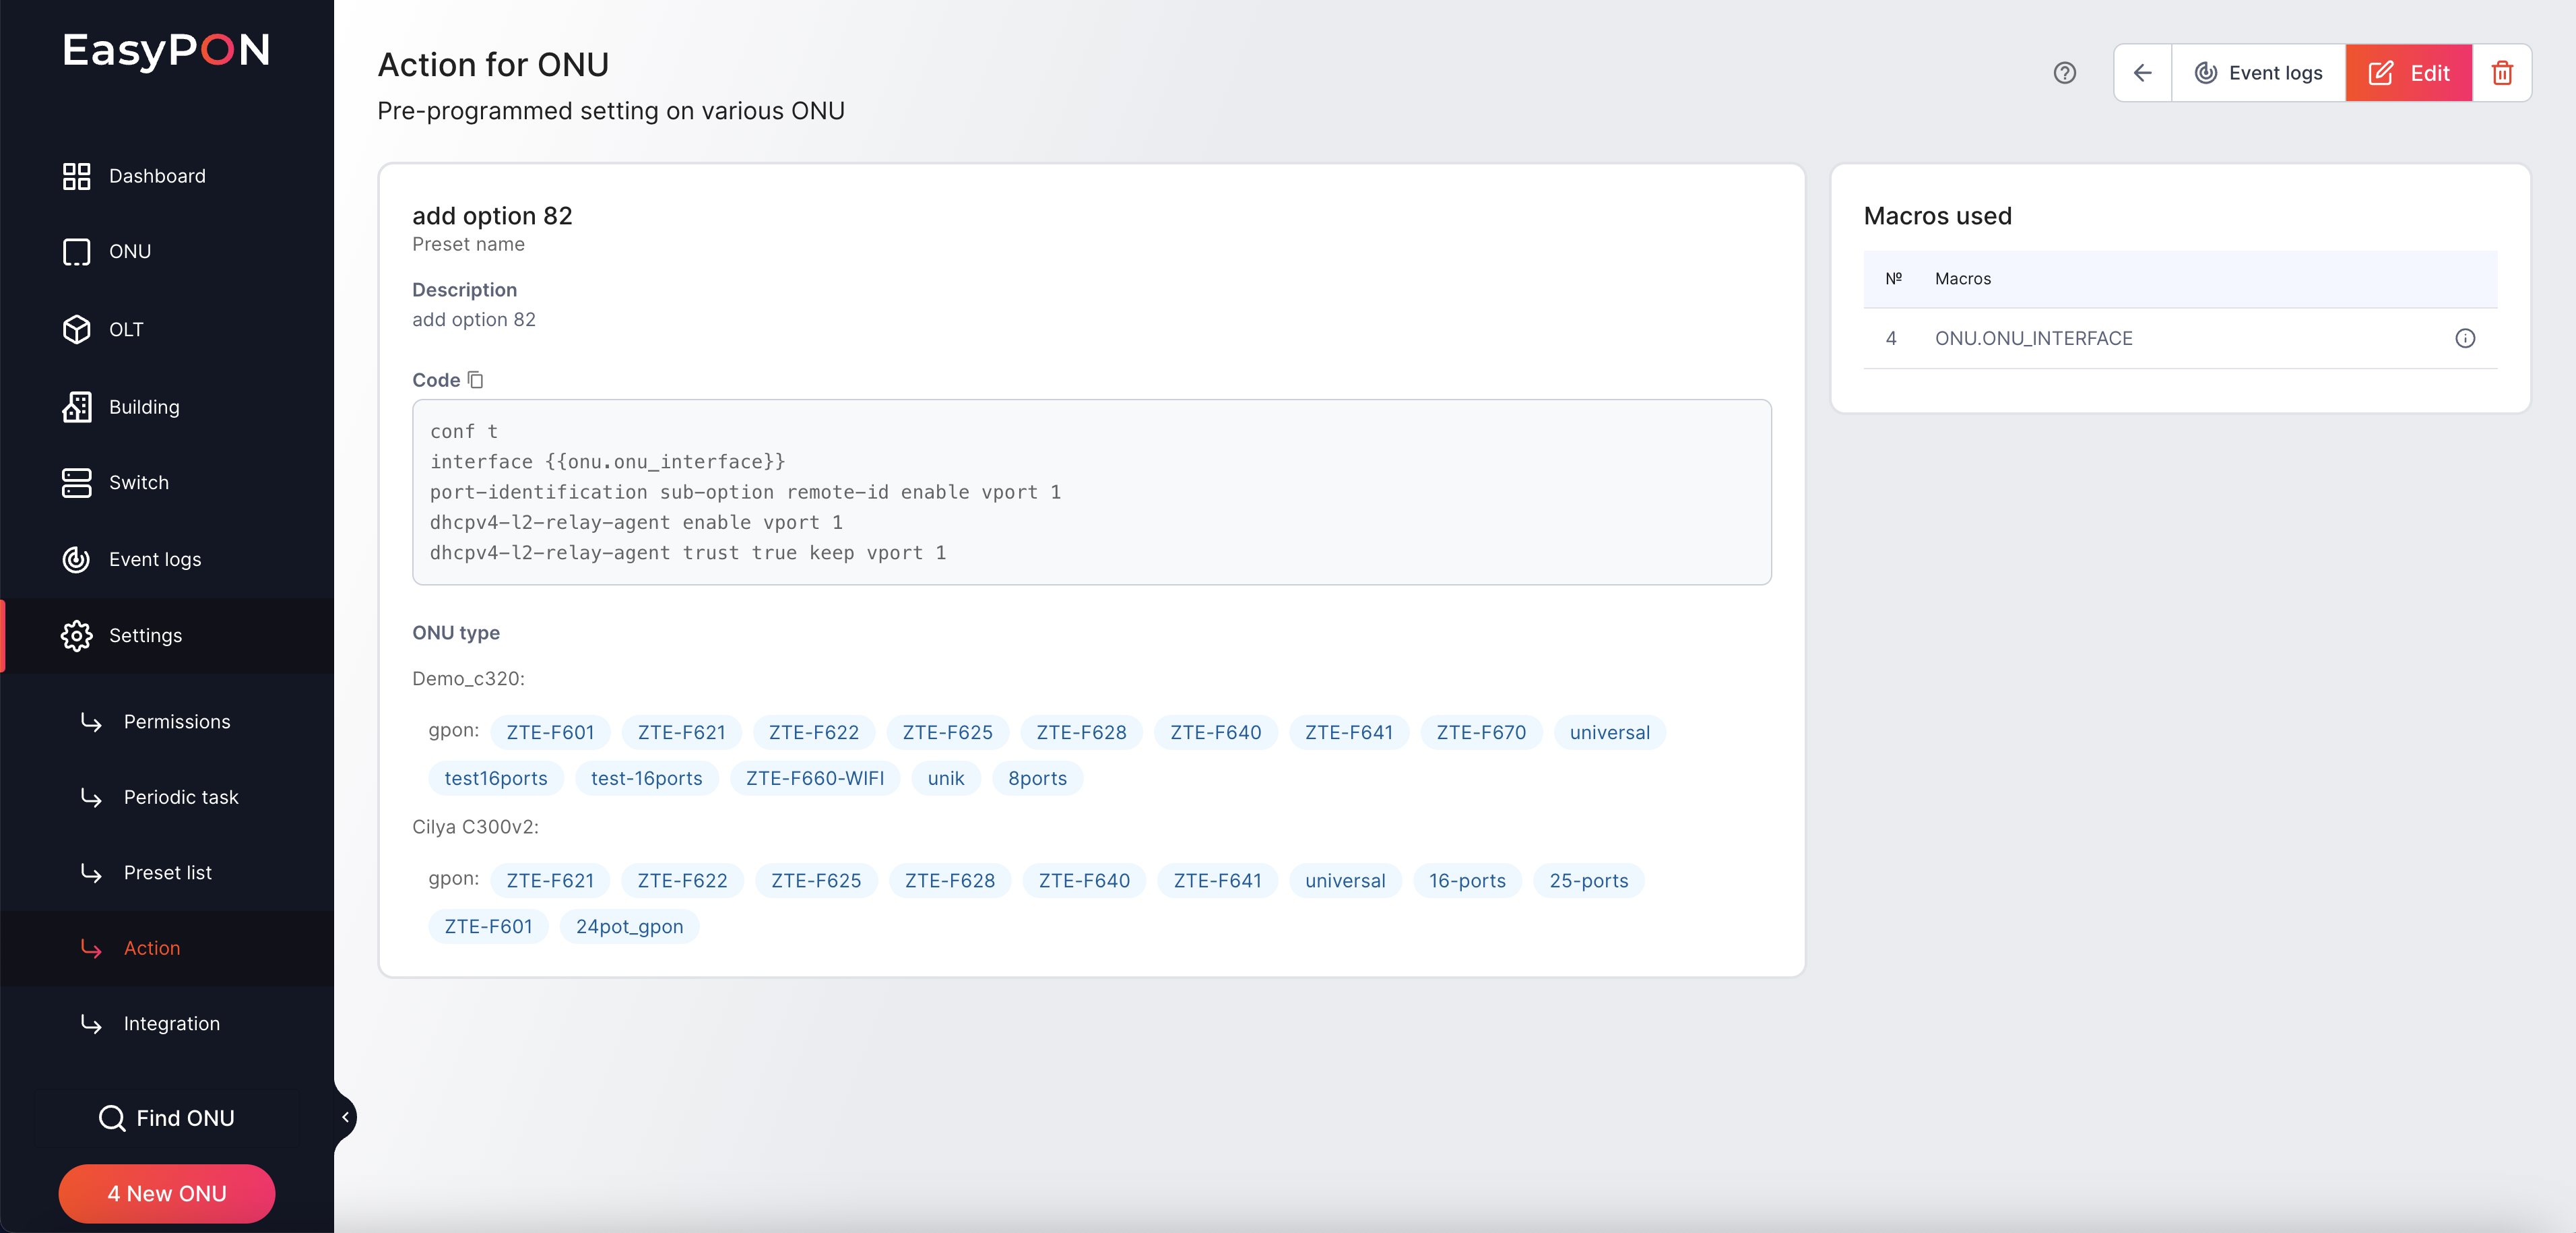 EasyPON
Dashboard
ONU
OLT
Building
Switch
Event logs
Settings
Permissions
Periodic task
Preset list
Action
Integration
Find ONU
4 New ONU
Action for ONU
Pre-programmed setting on various ONU
Event logs
Edit
add option 82
Preset name
Description
add option 82
Code
conf t
interface {{onu.onu_interface}}
port-identification sub-option remote-id enable vport 1
dhcpv4-l2-relay-agent enable vport 1
dhcpv4-l2-relay-agent trust true keep vport 1
ONU type
Demo_c320:
gpon: ZTE-F601 ZTE-F621 ZTE-F622 ZTE-F625 ZTE-F628 ZTE-F640 ZTE-F641 ZTE-F670 universal
test16ports test-16ports ZTE-F660-WIFI unik 8ports
Cilya C300v2:
gpon: ZTE-F621 ZTE-F622 ZTE-F625 ZTE-F628 ZTE-F640 ZTE-F641 universal 16-ports 25-ports
ZTE-F601 24pot_gpon
Macros used
№ Macros
4 ONU.ONU_INTERFACE